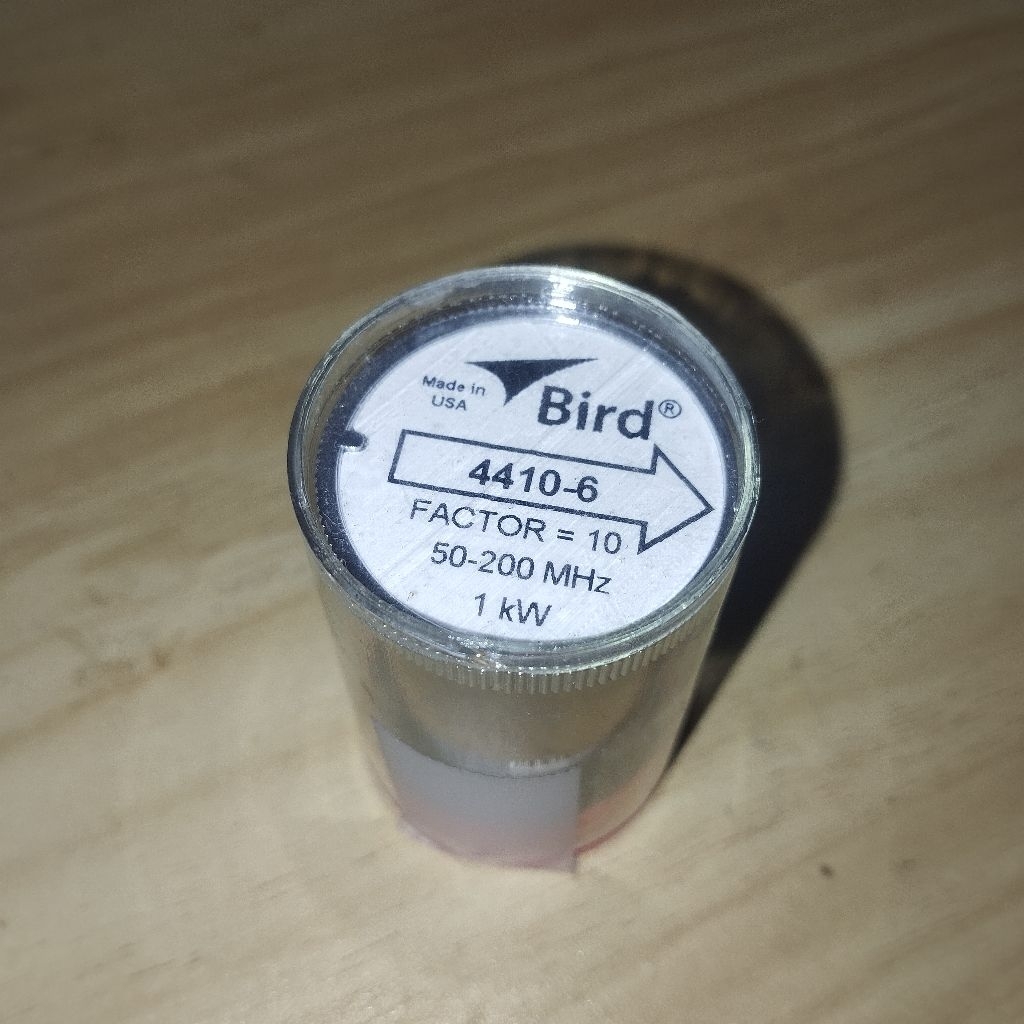 Made in
USA
Bird®
4410-6
FACTOR = 10
50-200 MHz
1 kW